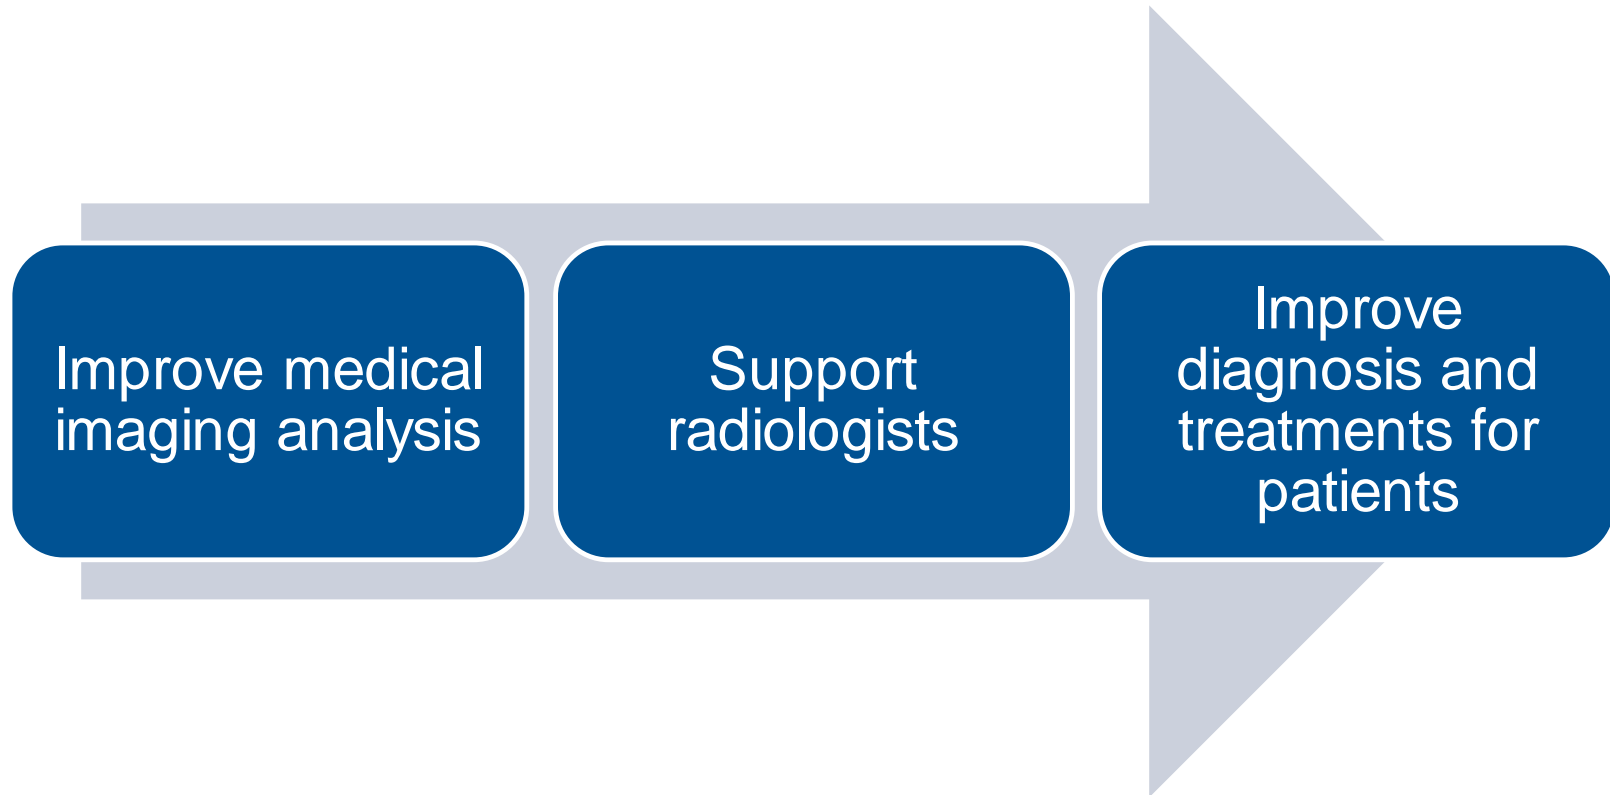 Improve medical
imaging analysis
Support
radiologists
Improve
diagnosis and
treatments for
patients